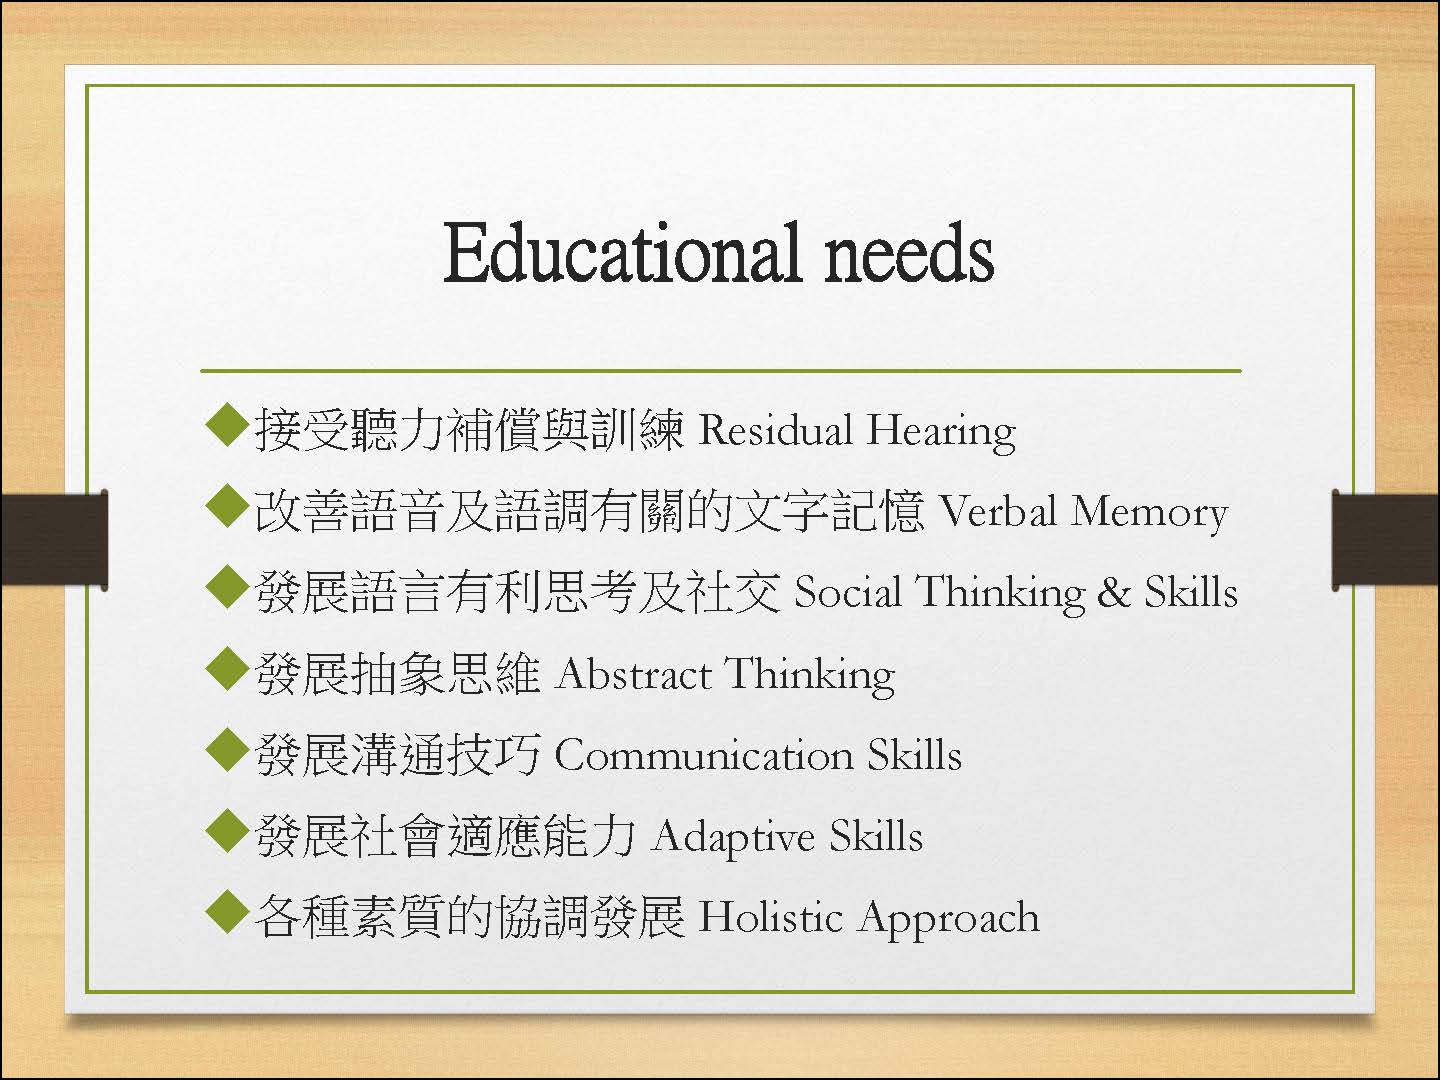 Educational needs
◆接受聽力補償與訓練 Residual Hearing
◆改善語音及語調有關的文字記憶 Verbal Memory
◆發展語言有利思考及社交 Social Thinking & Skills
◆發展抽象思維 Abstract Thinking
◆發展溝通技巧 Communication Skills
◆發展社會適應能力 Adaptive Skills
◆各種素質的協調發展 Holistic Approach